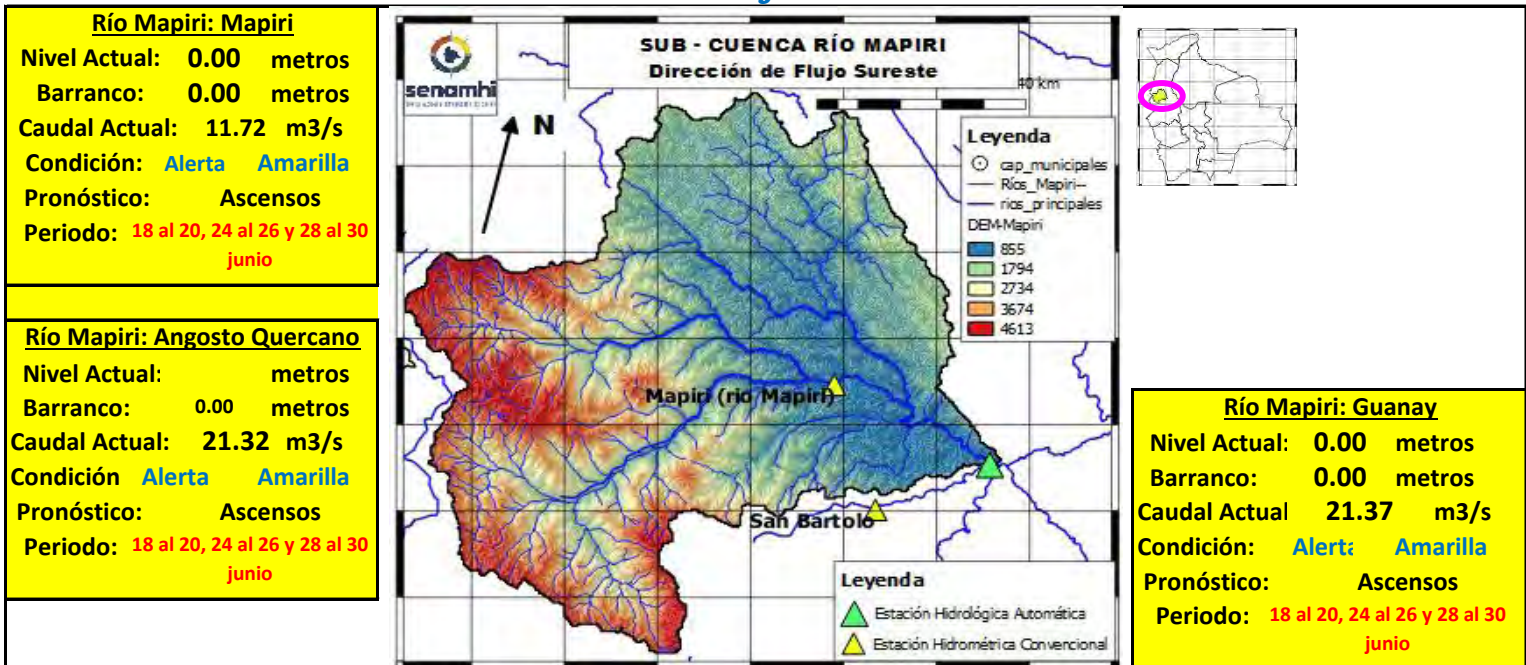 Río Mapiri: Mapiri
Nivel Actual: 0.00 metros
Barranco: 0.00 metros
Caudal Actual: 11.72 m3/s
Condición: Alerta Amarilla
Pronóstico: Ascensos
Periodo: 18 al 20, 24 al 26 y 28 al 30
junio
Río Mapiri: Angosto Quercano
Nivel Actual: metros
Barranco: 0.00 metros
Caudal Actual: 21.32 m3/s
Condición Alerta Amarilla
Pronóstico: Ascensos
Periodo: 18 al 20, 24 al 26 y 28 al 30
junio
senamhi
SUB - CUENCA RÍO MAPIRI
Dirección de Flujo Sureste
40 km
N
Leyenda
cap_municipales
Ríos_Mapiri--
rios_principales
DEM-Mapiri
855
1794
2734
3674
4613
Mapiri (rio Mapiri)
San Bartolo
Leyenda
Estación Hidrológica Automática
Estación Hidrométrica Convencional
Río Mapiri: Guanay
Nivel Actual: 0.00 metros
Barranco: 0.00 metros
Caudal Actual 21.37 m3/s
Condición: Alerta Amarilla
Pronóstico: Ascensos
Periodo: 18 al 20, 24 al 26 y 28 al 30
junio